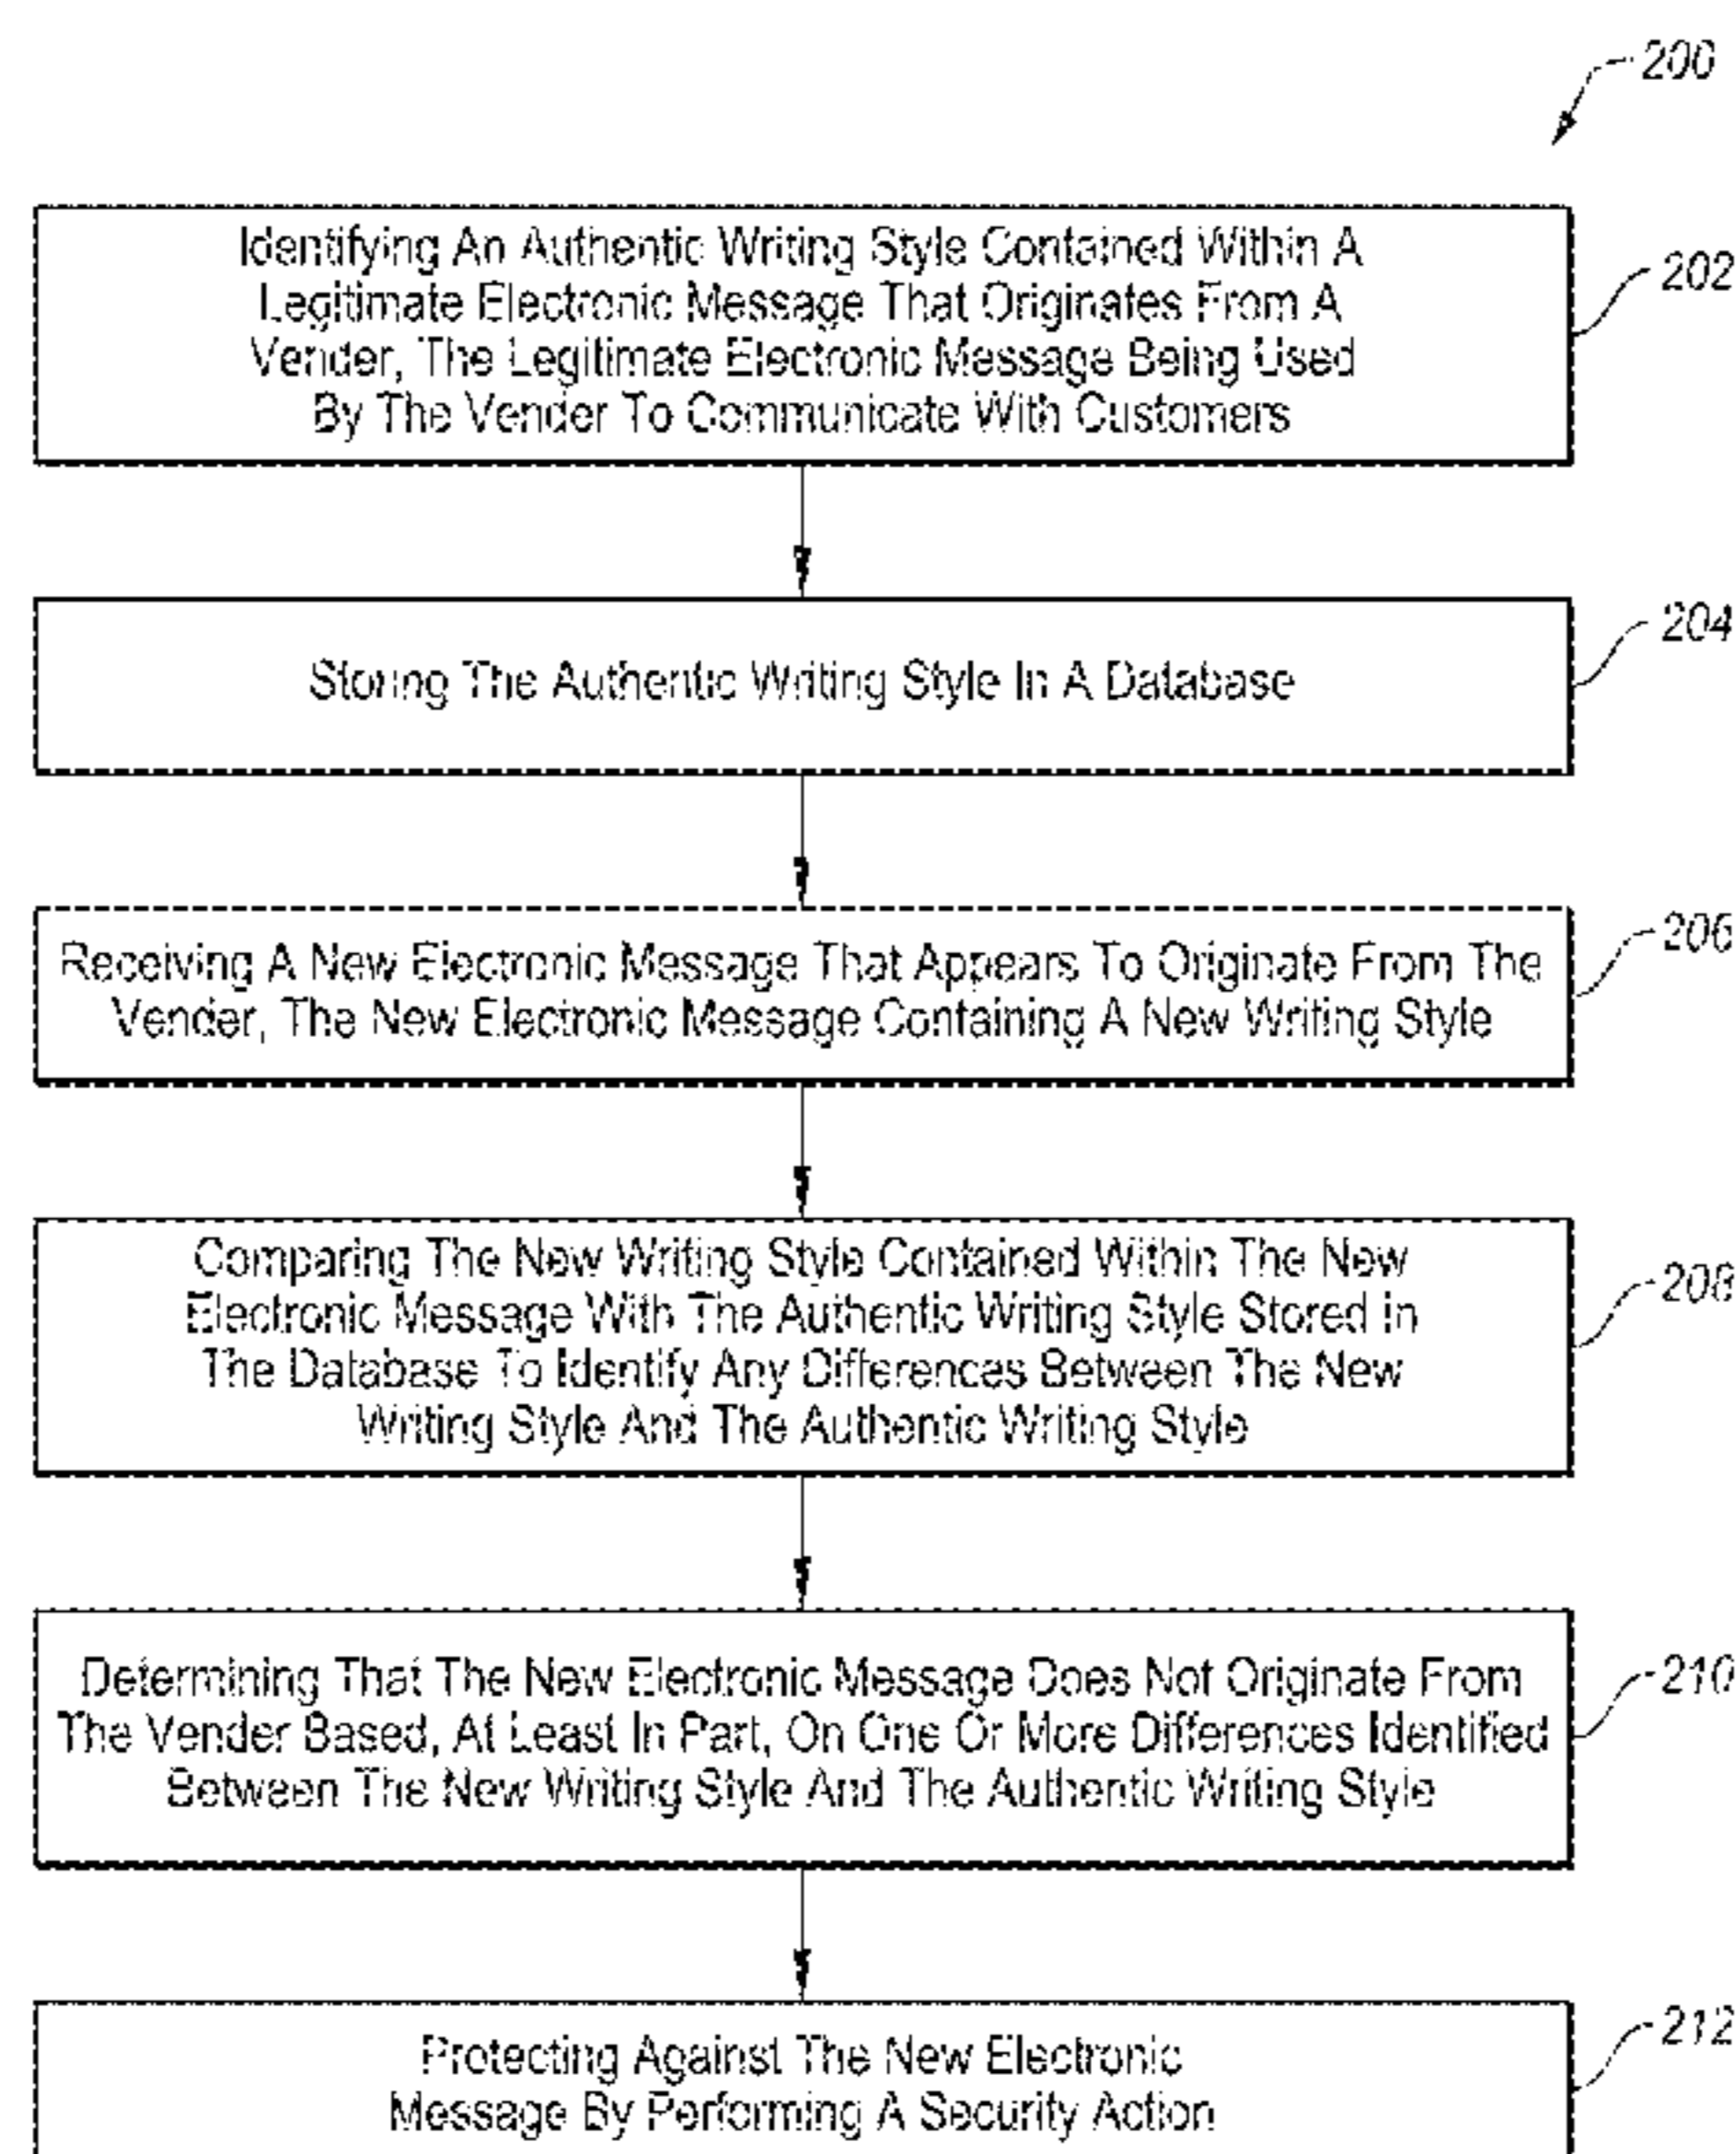 200
Identifying An Authentic Writing Style Contained Within A
Legitimate Electronic Message That Originates From A
Vender, The Legitimate Electronic Message Being Used
By The Vender To Communicate With Customers
202
Storing The Authentic Writing Style In A Database
204
Receiving A New Electronic Message That Appears To Originate From The
Vender, The New Electronic Message Containing A New Writing Style
206
Comparing The New Writing Style Contained Within The New
Electronic Message With The Authentic Writing Style Stored In
The Database To Identify Any Differences Between The New
Writing Style And The Authentic Writing Style
208
Determining That The New Electronic Message Does Not Originate From
The Vender Based, At Least In Part, On One Or More Differences Identified
Between The New Writing Style And The Authentic Writing Style
210
Protecting Against The New Electronic
Message By Performing A Security Action
212